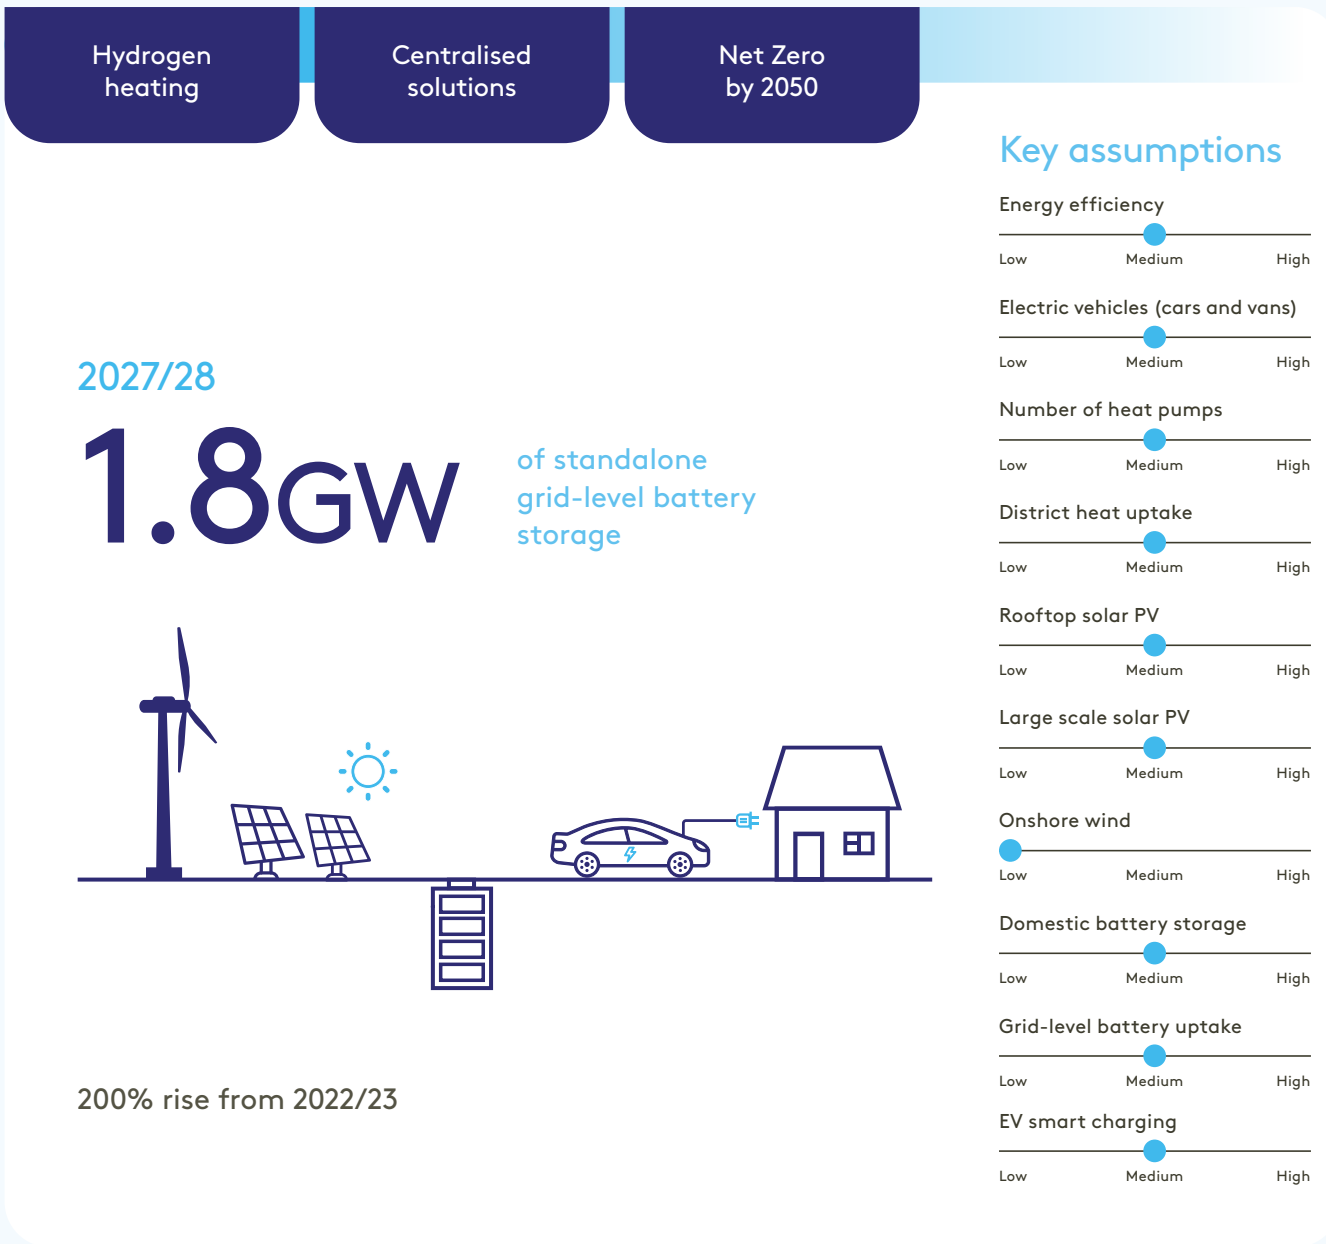 Hydrogen
heating
Centralised
solutions
Net Zero
by 2050
2027/28
1.8GW
of standalone
grid-level battery
storage
200% rise from 2022/23
Key assumptions
Energy efficiency
Low Medium High
Electric vehicles (cars and vans)
Low Medium High
Number of heat pumps
Low Medium High
District heat uptake
Low Medium High
Rooftop solar PV
Low Medium High
Large scale solar PV
Low Medium High
Onshore wind
Low Medium High
Domestic battery storage
Low Medium High
Grid-level battery uptake
Low Medium High
EV smart charging
Low Medium High